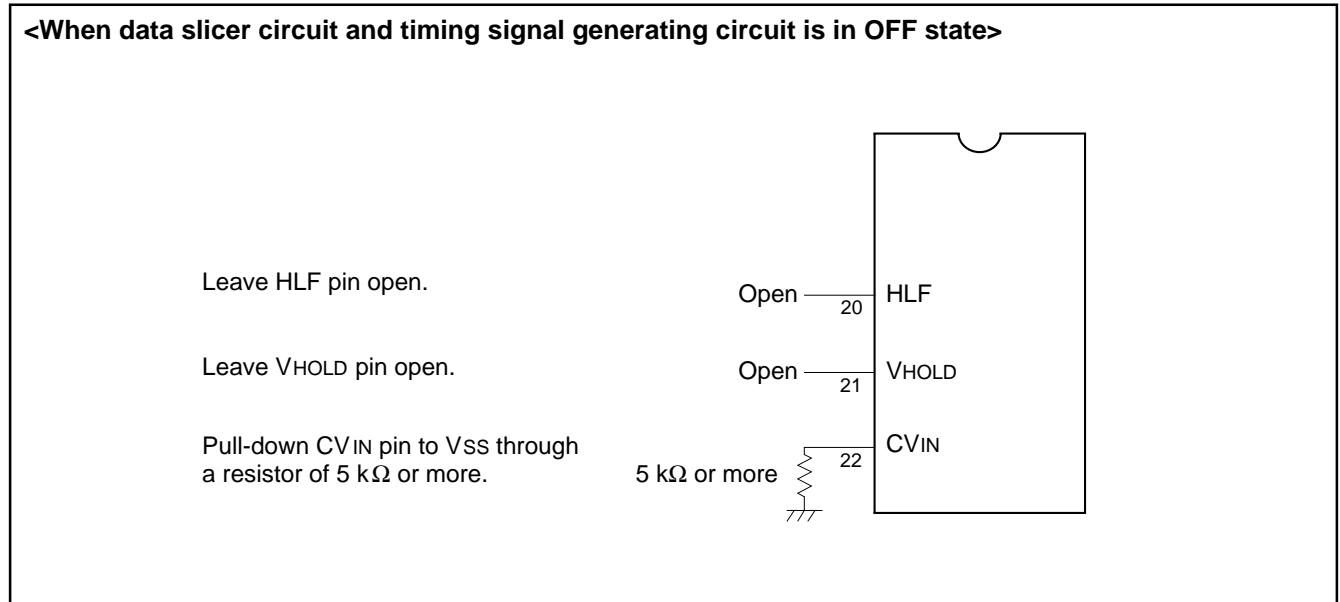 <When data slicer circuit and timing signal generating circuit is in OFF state>
Leave HLF pin open.
Open
20
HLF
Leave VHOLD pin open.
Open
21
VHOLD
Pull-down CVIN pin to VSS through
a resistor of 5 kΩ or more.
5 kΩ or more
22
CVIN